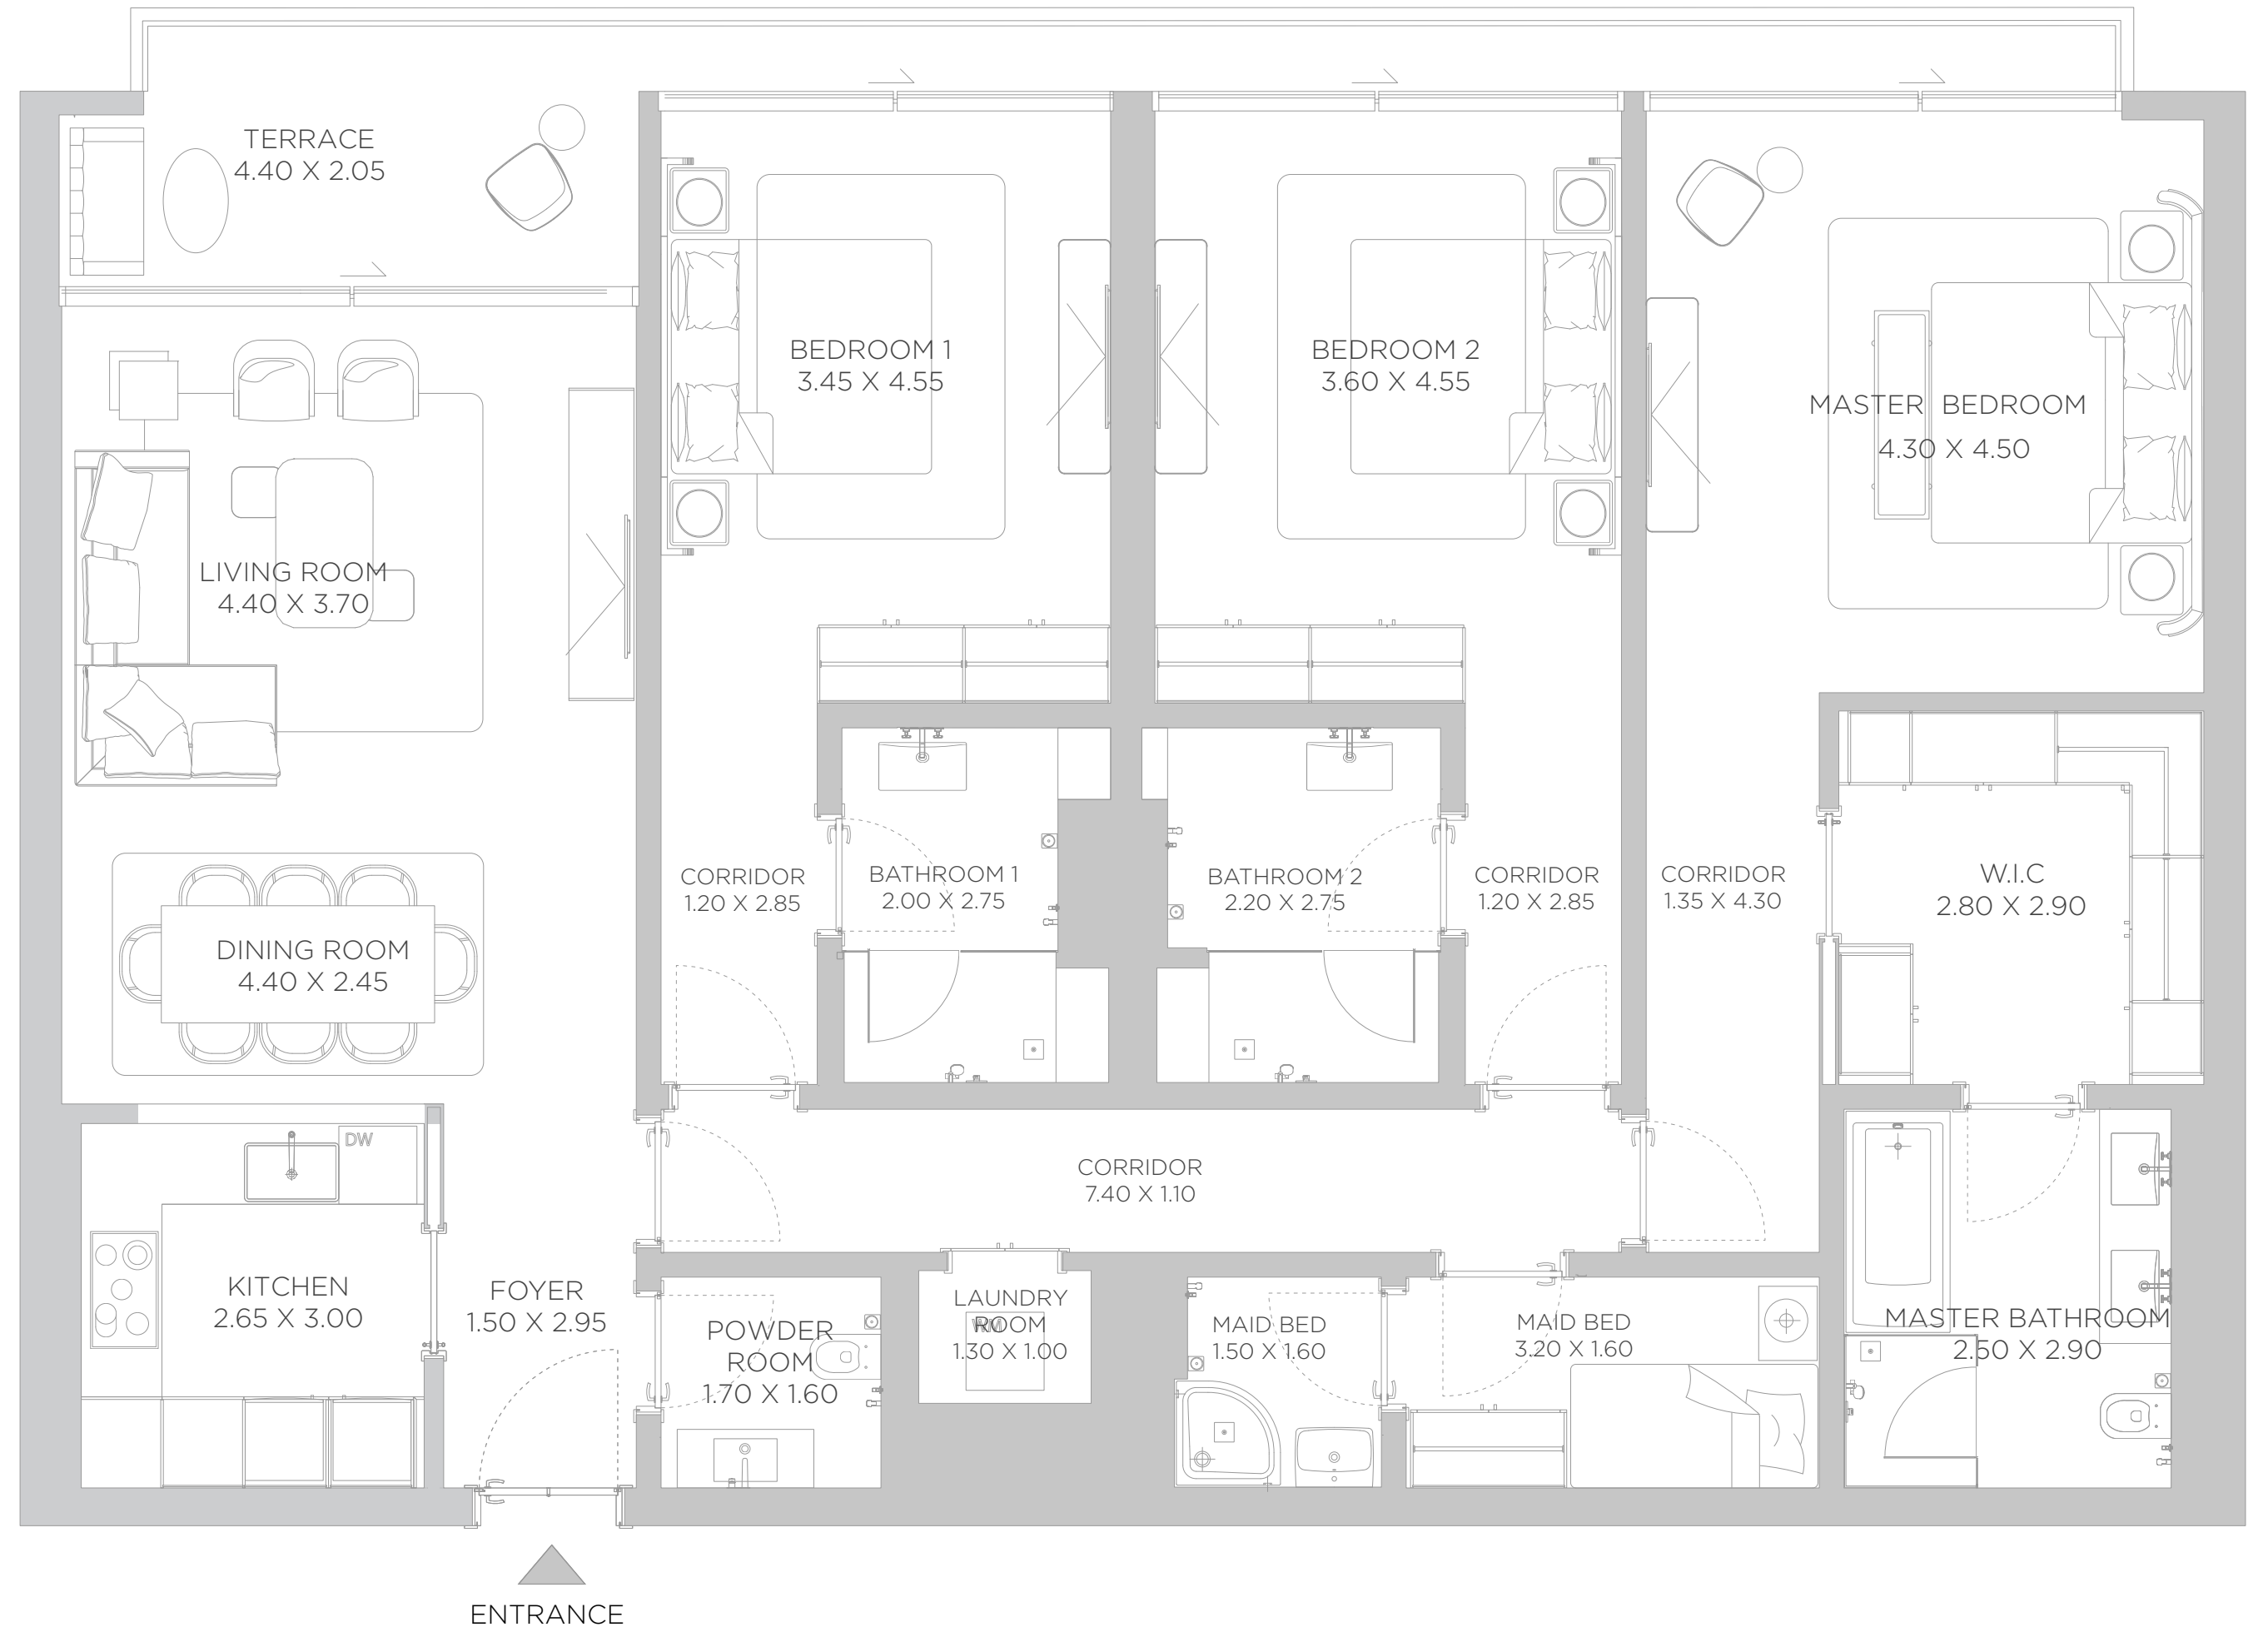 TERRACE
4.40 X 2.05
BEDROOM 1
3.45 X 4.55
BEDROOM 2
3.60 X 4.55
MASTER BEDROOM
4.30 X 4.50
LIVING ROOM
4.40 X 3.70
CORRIDOR
1.20 X 2.85
BATHROOM 1
2.00 X 2.75
BATHROOM 2
2.20 X 2.75
CORRIDOR
1.20 X 2.85
CORRIDOR
1.35 X 4.30
W.I.C
2.80 X 2.90
DINING ROOM
4.40 X 2.45
DW
CORRIDOR
7.40 X 1.10
KITCHEN
2.65 X 3.00
FOYER
1.50 X 2.95
POWDER
ROOM
1.70 X 1.60
LAUNDRY
ROOM
WM
1.30 X 1.00
MAID BED
1.50 X 1.60
MAID BED
3.20 X 1.60
MASTER BATHROOM
2.50 X 2.90
ENTRANCE